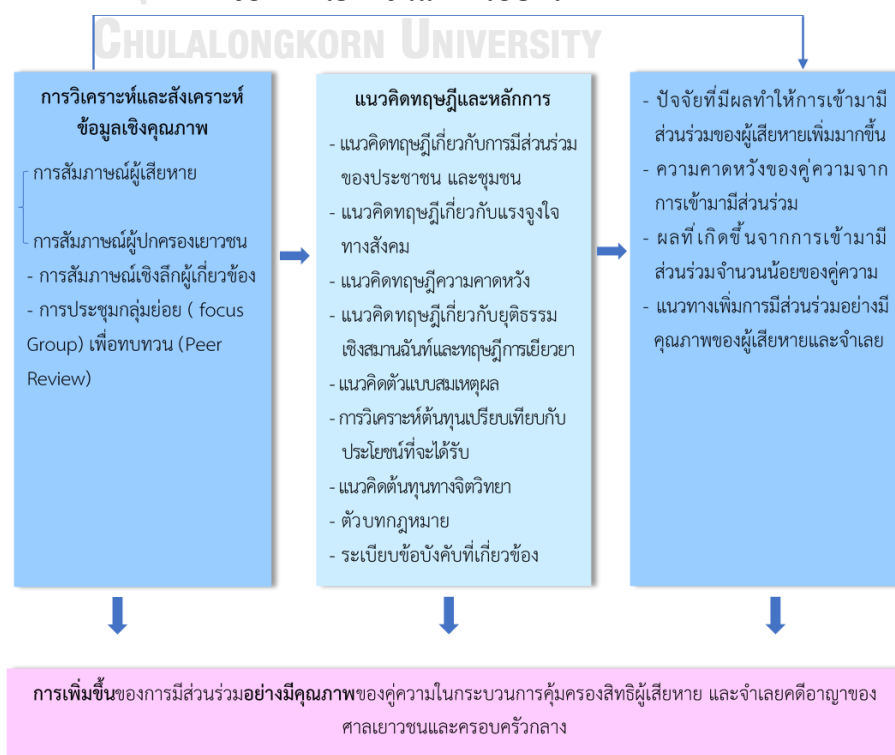 CHULALONGKORN UNIVERSITY
การวิเคราะห์และสังเคราะห์
ข้อมูลเชิงคุณภาพ
การสัมภาษณ์ผู้เสียหาย
การสัมภาษณ์ผู้ปกครองเยาวชน
- การสัมภาษณ์เชิงลึกผู้เกี่ยวข้อง
- การประชุมกลุ่มย่อย ( focus
Group) เพื่อทบทวน (Peer
Review)
แนวคิดทฤษฎีและหลักการ
- แนวคิดทฤษฎีเกี่ยวกับการมีส่วนร่วม
ของประชาชน และชุมชน
- แนวคิดทฤษฎีเกี่ยวกับแรงจูงใจ
ทางสังคม
- แนวคิดทฤษฎีความคาดหวัง
- แนวคิดทฤษฎีเกี่ยวกับยุติธรรม
เชิงสมานฉันท์และทฤษฎีการเยียวยา
- แนวคิดตัวแบบสมเหตุผล
- การวิเคราะห์ต้นทุนเปรียบเทียบกับ
ประโยชน์ที่จะได้รับ
- แนวคิดต้นทุนทางจิตวิทยา
- ตัวบทกฎหมาย
- ระเบียบข้อบังคับที่เกี่ยวข้อง
- ปัจจัยที่มีผลทำให้การเข้ามามี
ส่วนร่วมของผู้เสียหายเพิ่มมากขึ้น
- ความคาดหวังของคู่ความจาก
การเข้ามามีส่วนร่วม
- ผลที่เกิดขึ้นจากการเข้ามามี
ส่วนร่วมจำนวนน้อยของคู่ความ
- แนวทางเพิ่มการมีส่วนร่วมอย่างมี
คุณภาพของผู้เสียหายและจำเลย
การเพิ่มขึ้นของการมีส่วนร่วมอย่างมีคุณภาพของคู่ความในกระบวนการคุ้มครองสิทธิผู้เสียหาย และจำเลยคดีอาญาของ
ศาลเยาวชนและครอบครัวกลาง